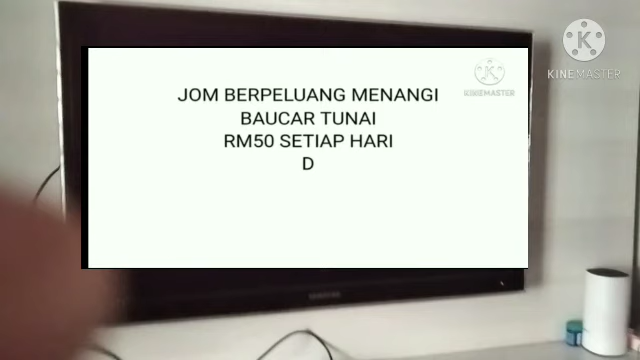 JOM BERPELUANG MENANGI
BAUCAR TUNAI
RM50 SETIAP HARI
D
KINEMASTER
KINEMASTER